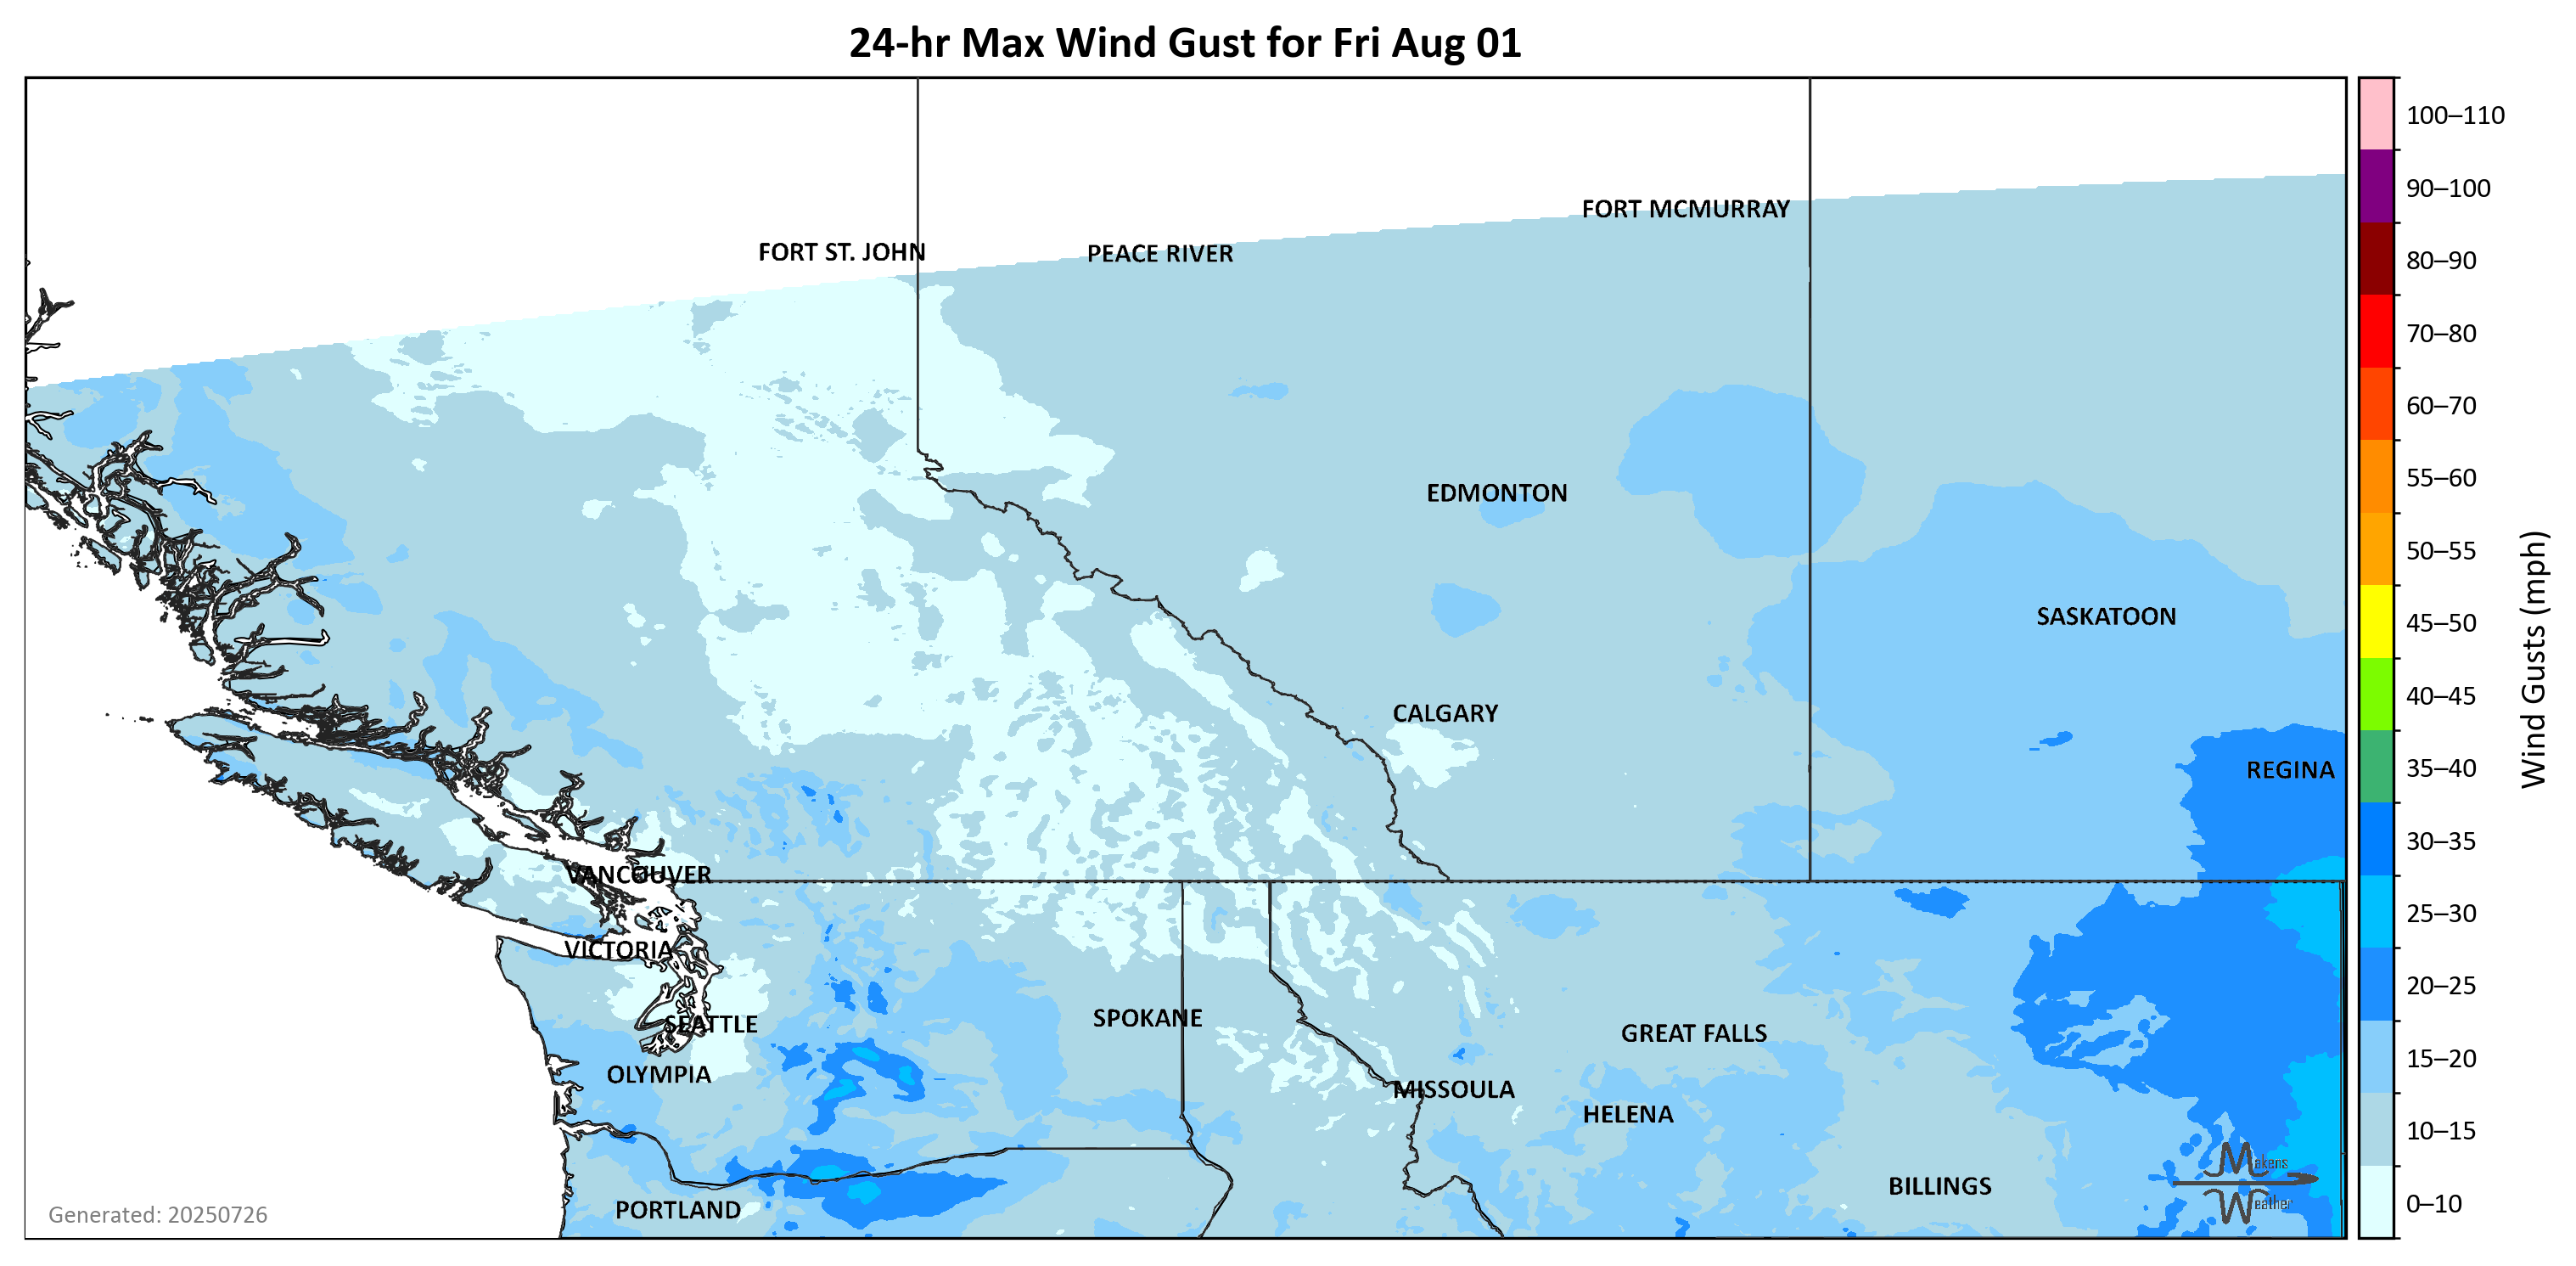 24-hr Max Wind Gust for Fri Aug 01
100–110
90–100
80–90
70–80
60–70
55–60
50–55
45–50
40–45
35–40
30–35
25–30
20–25
15–20
10–15
0–10
Wind Gusts (mph)
FORT MCMURRAY
FORT ST. JOHN
PEACE RIVER
EDMONTON
SASKATOON
CALGARY
REGINA
VANCOUVER
VICTORIA
SEATTLE
SPOKANE
GREAT FALLS
OLYMPIA
MISSOULA
HELENA
BILLINGS
PORTLAND
Makens
Weather
Generated: 20250726